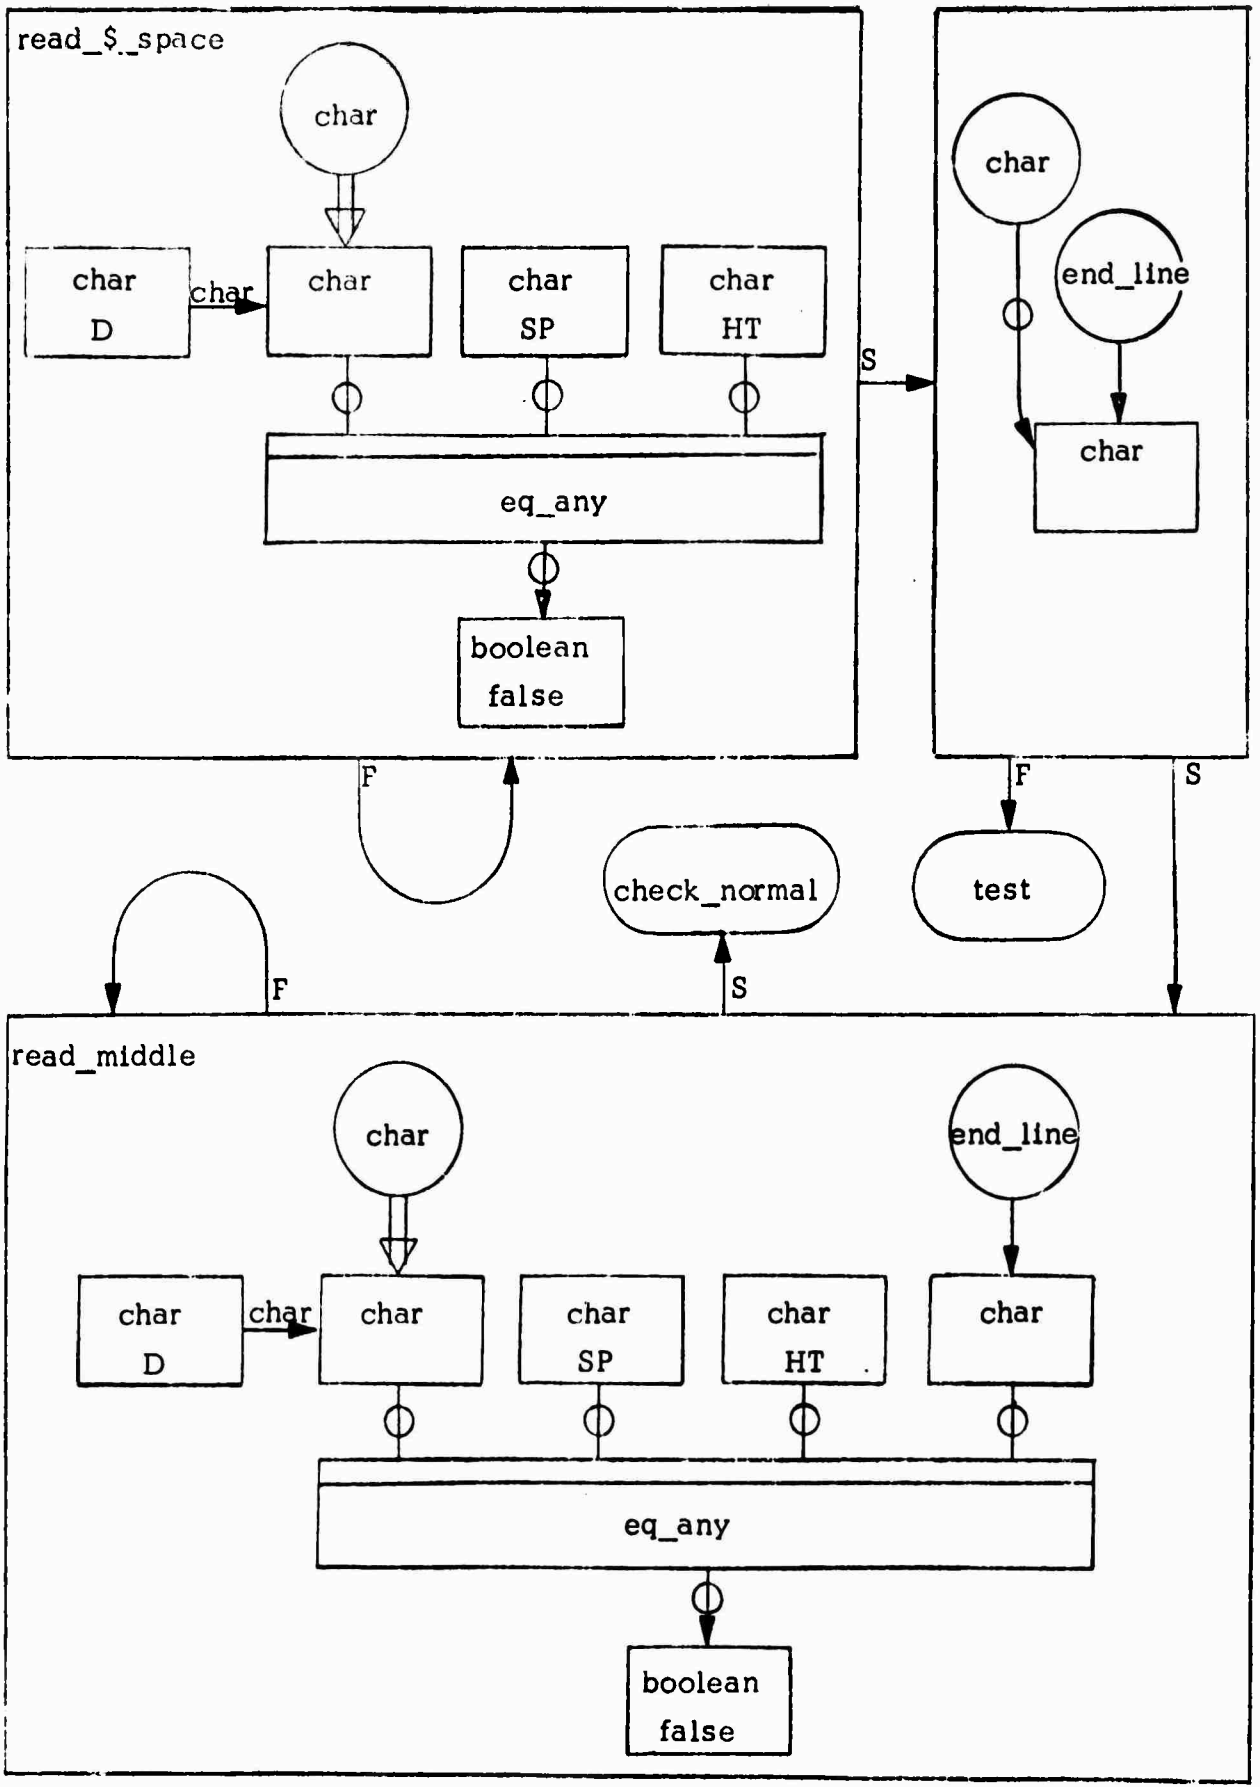 read_$_space
char
char
D
char
char
char
SP
char
HT
eq_any
boolean
false
F
S
char
end_line
char
F
S
test
check_normal
S
F
read_middle
char
end_line
char
D
char
char
char
SP
char
HT
char
eq_any
boolean
false